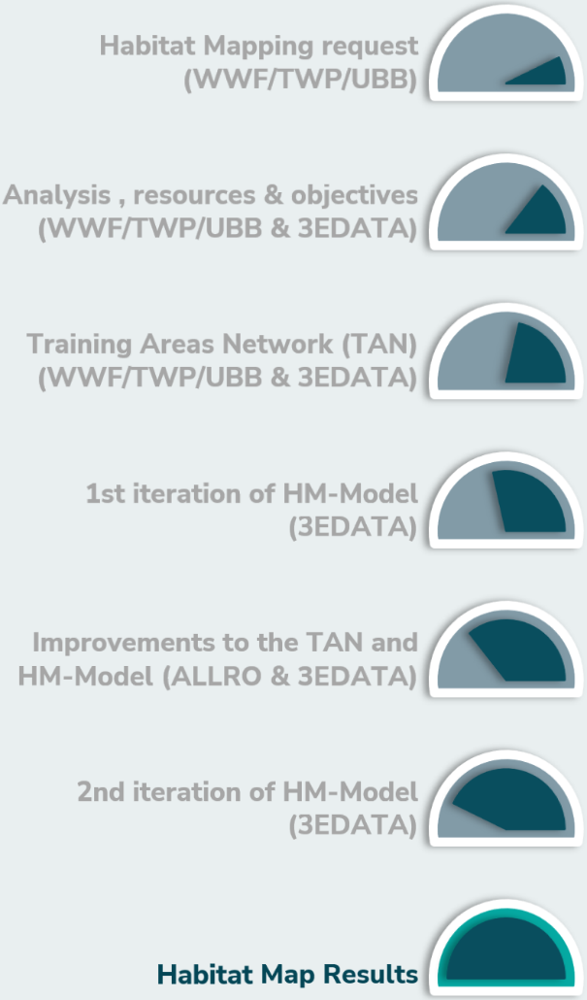 Habitat Mapping request
(WWF/TWP/UBB)
Analysis , resources & objectives
(WWF/TWP/UBB & 3EDATA)
Training Areas Network (TAN)
(WWF/TWP/UBB & 3EDATA)
1st iteration of HM-Model
(3EDATA)
Improvements to the TAN and
HM-Model (ALLRO & 3EDATA)
2nd iteration of HM-Model
(3EDATA)
Habitat Map Results